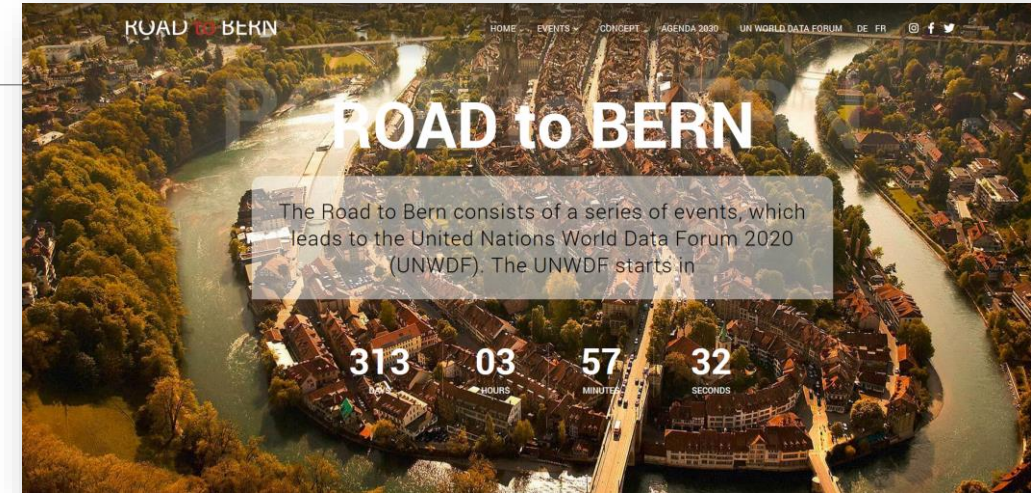 ROAD to BERN
HOME EVENTS CONCEPT AGENDA 2030 UN WORLD DATA FORUM DE FR
ROAD to BERN
The Road to Bern consists of a series of events, which
leads to the United Nations World Data Forum 2020
(UNWDF). The UNWDF starts in
313 03 57 32
DAYS HOURS MINUTES SECONDS